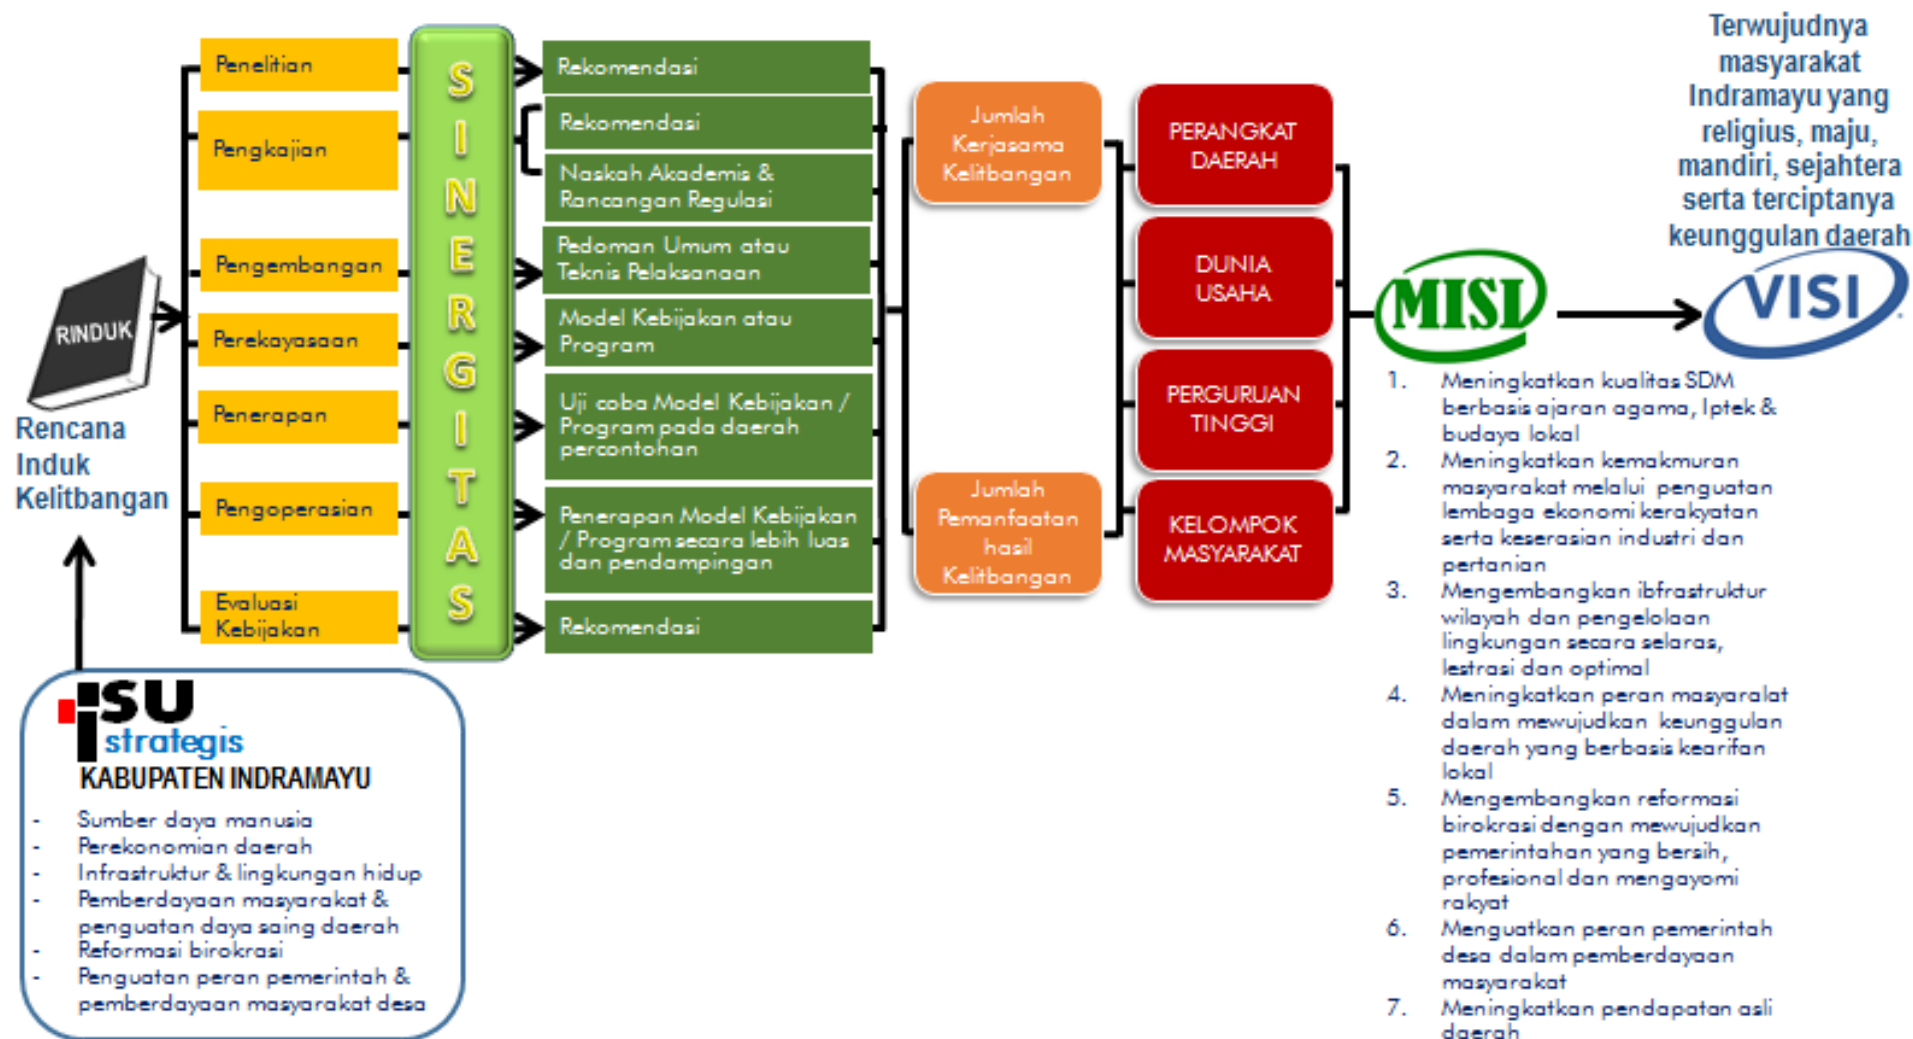 RINDUK
Rencana
Induk
Kelitbangan
iSU
strategis
KABUPATEN INDRAMAYU
- Sumber daya manusia
- Perekonomian daerah
- Infrastruktur & lingkungan hidup
- Pemberdayaan masyarakat &
penguatan daya saing daerah
- Reformasi birokrasi
- Penguatan peran pemerintah &
pemberdayaan masyarakat desa
Penelitian
Pengkajian
Pengembangan
Perekayasaan
Penerapan
Pengoperasian
Evaluasi
Kebijakan
S
I
N
E
R
G
I
T
A
S
Rekomendasi
Rekomendasi
Naskah Akademis &
Rancangan Regulasi
Pedoman Umum atau
Teknis Pelaksanaan
Model Kebijakan atau
Program
Uji coba Model Kebijakan /
Program pada daerah
percontohan
Penerapan Model Kebijakan
/ Program secara lebih luas
dan pendampingan
Rekomendasi
Jumlah
Kerjasama
Kelitbangan
Jumlah
Pemanfaatan
hasil
Kelitbangan
PERANGKAT
DAERAH
DUNIA
USAHA
PERGURUAN
TINGGI
KELOMPOK
MASYARAKAT
MISI
1. Meningkatkan kualitas SDM
berbasis ajaran agama, Iptek &
budaya lokal
2. Meningkatkan kemakmuran
masyarakat melalui penguatan
lembaga ekonomi kerakyatan
serta keserasian industri dan
pertanian
3. Mengembangkan ibfrastruktur
wilayah dan pengelolaan
lingkungan secara selaras,
lestrasi dan optimal
4. Meningkatkan peran masyaralat
dalam mewujudkan keunggulan
daerah yang berbasis kearifan
lokal
5. Mengembangkan reformasi
birokrasi dengan mewujudkan
pemerintahan yang bersih,
profesional dan mengayomi
rakyat
6. Menguatkan peran pemerintah
desa dalam pemberdayaan
masyarakat
7. Meningkatkan pendapatan asli
daerah
Terwujudnya
masyarakat
Indramayu yang
religius, maju,
mandiri, sejahtera
serta terciptanya
keunggulan daerah
VISI